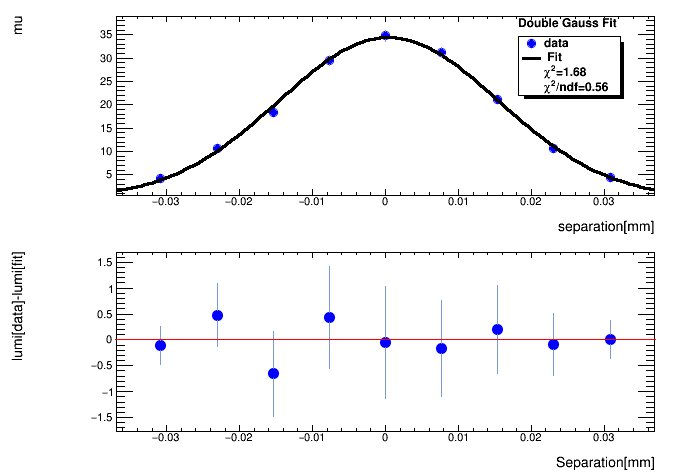 mu
Double Gauss Fit
data
Fit
χ²=1.68
χ²/ndf=0.56
35
30
25
20
15
10
5
−0.03 −0.02 −0.01 0 0.01 0.02 0.03
separation[mm]
lumi[data]-lumi[fit]
1.5
1
0.5
0
−0.5
−1
−1.5
−0.03 −0.02 −0.01 0 0.01 0.02 0.03
Separation[mm]